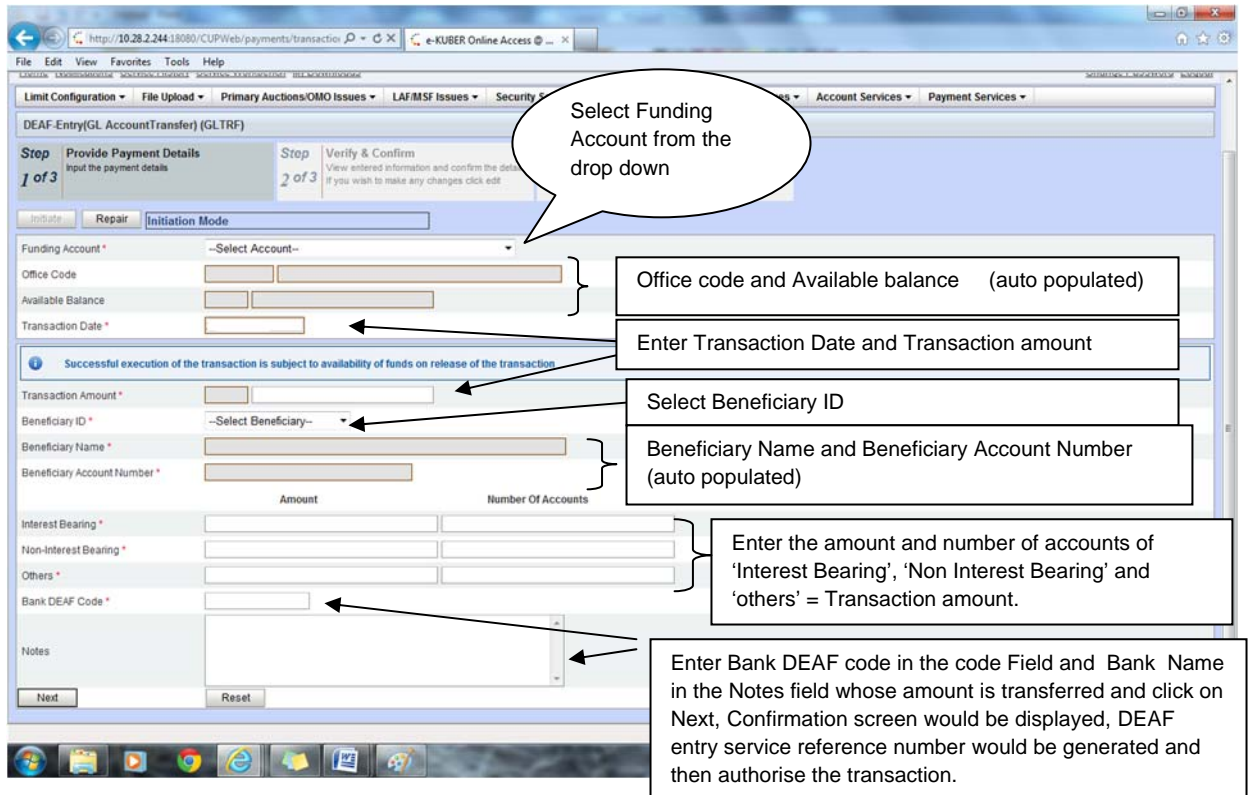 http://10.28.2.244:18080/CUPWeb/payments/transactio
e-KUBER Online Access @ ...
File Edit View Favorites Tools Help
Limit Configuration File Upload Primary Auctions/OMO Issues LAF/MSF Issues Security Account Services Payment Services
DEAF-Entry(GL AccountTransfer) (GLTRF)
Select Funding
Account from the
drop down
Step 1 of 3
Provide Payment Details
Input the payment details
Step 2 of 3
Verify & Confirm
View entered information and confirm the
If you wish to make any changes click edit
Initiate Repair Initiation Mode
Funding Account * --Select Account--
Office Code
Available Balance
Office code and Available balance (auto populated)
Transaction Date *
Enter Transaction Date and Transaction amount
Successful execution of the transaction is subject to availability of funds on release of the transaction
Transaction Amount *
Beneficiary ID * --Select Beneficiary--
Select Beneficiary ID
Beneficiary Name *
Beneficiary Account Number *
Beneficiary Name and Beneficiary Account Number
(auto populated)
Amount Number Of Accounts
Interest Bearing *
Non-Interest Bearing *
Others *
Enter the amount and number of accounts of
‘Interest Bearing’, ‘Non Interest Bearing’ and
‘others’ = Transaction amount.
Bank DEAF Code *
Notes
Enter Bank DEAF code in the code Field and Bank Name
in the Notes field whose amount is transferred and click on
Next, Confirmation screen would be displayed, DEAF
entry service reference number would be generated and
then authorise the transaction.
Next Reset